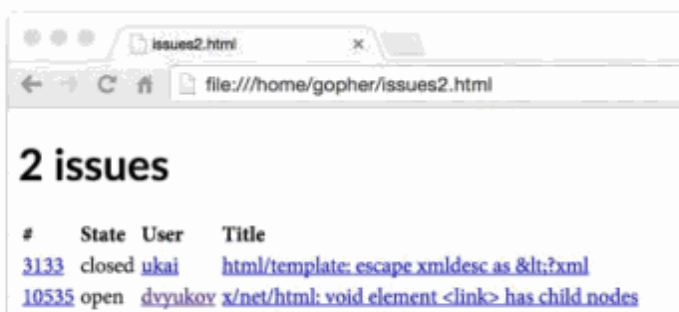 issues2.html
file:///home/gopher/issues2.html
2 issues
# State User Title
3133 closed ukai html/template: escape xmldesc as &lt;?xml
10535 open dvyukov x/net/html: void element <link> has child nodes